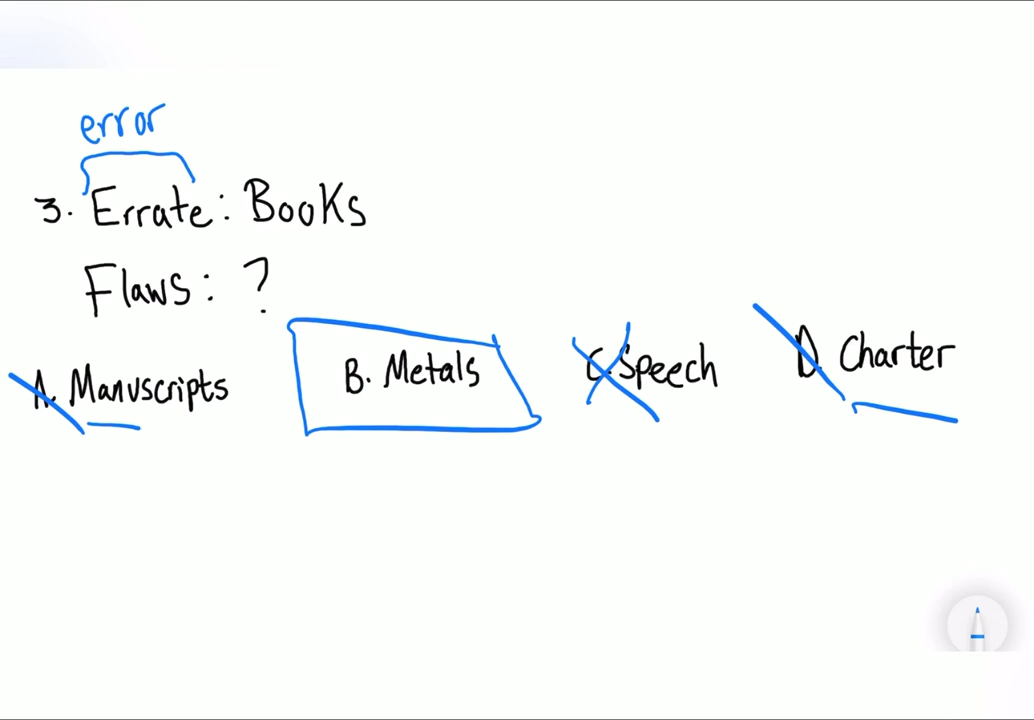 error
3. Errate: Books
Flaws: ?
A. Manuscripts
B. Metals
C. Speech
D. Charter